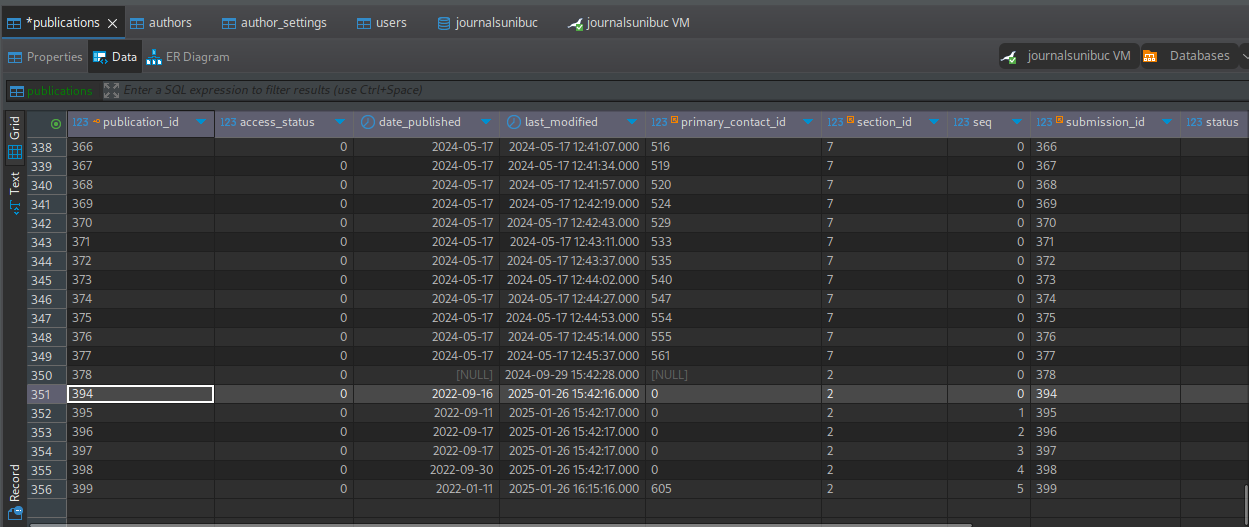 *publications authors author_settings users journalsunibuc journalsunibuc VM
Properties Data ER Diagram journalsunibuc VM Databases
publications Enter a SQL expression to filter results (use Ctrl+Space)
Grid
Text
Record
123 publication_id 123 access_status date_published last_modified 123 primary_contact_id 123 section_id 123 seq 123 submission_id 123 status
338 366 0 2024-05-17 2024-05-17 12:41:07.000 516 7 0 366
339 367 0 2024-05-17 2024-05-17 12:41:34.000 519 7 0 367
340 368 0 2024-05-17 2024-05-17 12:41:57.000 520 7 0 368
341 369 0 2024-05-17 2024-05-17 12:42:19.000 524 7 0 369
342 370 0 2024-05-17 2024-05-17 12:42:43.000 529 7 0 370
343 371 0 2024-05-17 2024-05-17 12:43:11.000 533 7 0 371
344 372 0 2024-05-17 2024-05-17 12:43:37.000 535 7 0 372
345 373 0 2024-05-17 2024-05-17 12:44:02.000 540 7 0 373
346 374 0 2024-05-17 2024-05-17 12:44:27.000 547 7 0 374
347 375 0 2024-05-17 2024-05-17 12:44:53.000 554 7 0 375
348 376 0 2024-05-17 2024-05-17 12:45:14.000 555 7 0 376
349 377 0 2024-05-17 2024-05-17 12:45:37.000 561 7 0 377
350 378 0 [NULL] 2024-09-29 15:42:28.000 [NULL] 2 0 378
351 394 0 2022-09-16 2025-01-26 15:42:16.000 0 2 0 394
352 395 0 2022-09-11 2025-01-26 15:42:17.000 0 2 1 395
353 396 0 2022-09-17 2025-01-26 15:42:17.000 0 2 2 396
354 397 0 2022-09-17 2025-01-26 15:42:17.000 0 2 3 397
355 398 0 2022-09-30 2025-01-26 15:42:17.000 0 2 4 398
356 399 0 2022-01-11 2025-01-26 16:15:16.000 605 2 5 399